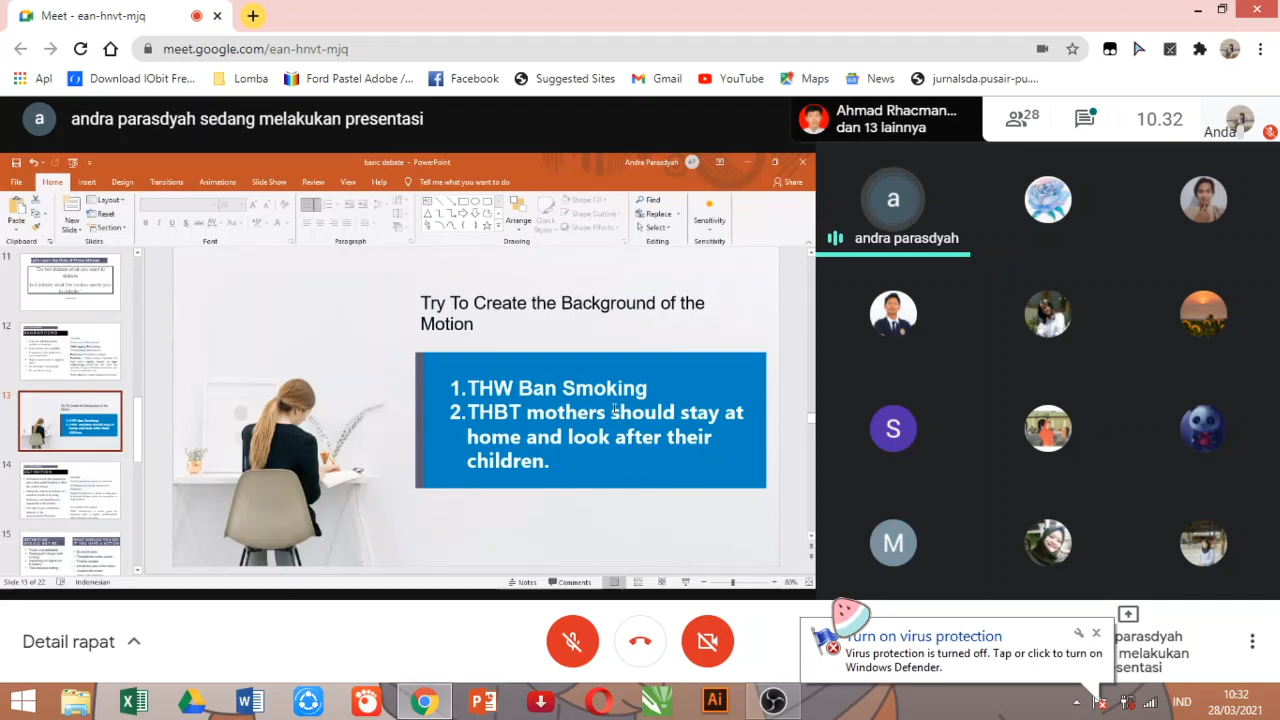 Meet - ean-hnvt-mjq
meet.google.com/ean-hnvt-mjq
Apl
Download IObit Fre...
Lomba
Ford Pastel Adobe /...
Facebook
Suggested Sites
Gmail
YouTube
Maps
News
jurnalsda.pusair-pu....
a
andra parasdyah sedang melakukan presentasi
Ahmad Rhacman...
dan 13 lainnya
28
10.32
Anda
basic debate - PowerPoint
Andra Parasdyah
AP
File
Home
Insert
Design
Transitions
Animations
Slide Show
Review
View
Help
Tell me what you want to do
Share
Paste
New
Slide
Layout
Reset
Section
Arrange
Quick
Styles
Shape Fill
Shape Outline
Shape Effects
Find
Replace
Select
Sensitivity
Clipboard
Slides
Font
Paragraph
Drawing
Editing
Sensitivity
11
12
BACKGROUND
13
14
DEFINITION
15
Try To Create the Background of the
Motion
1.THW Ban Smoking
2.THBT mothers should stay at
home and look after their
children.
Slide 13 of 22
Indonesian
Notes
Comments
80%
a
andra parasdyah
S
M
Detail rapat
Turn on virus protection
Virus protection is turned off. Tap or click to turn on
Windows Defender.
parasdyah
melakukan
sentasi
IND
10:32
28/03/2021